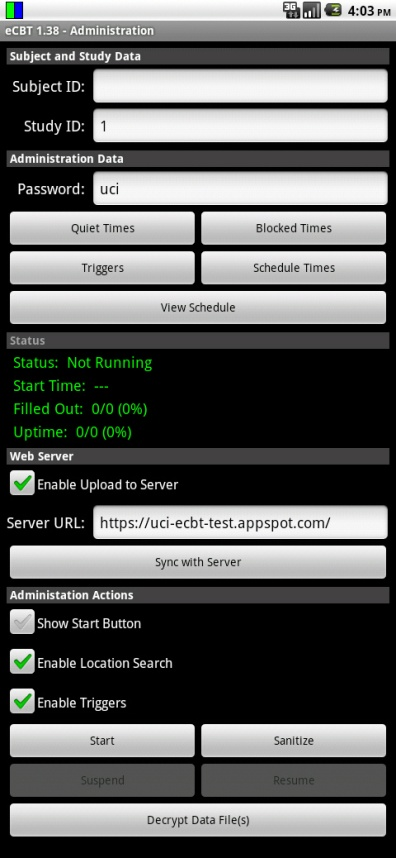 3G 4:03 PM
eCBT 1.38 - Administration
Subject and Study Data
Subject ID:
Study ID: 1
Administration Data
Password: uci
Quiet Times Blocked Times
Triggers Schedule Times
View Schedule
Status
Status: Not Running
Start Time: ---
Filled Out: 0/0 (0%)
Uptime: 0/0 (0%)
Web Server
Enable Upload to Server
Server URL: https://uci-ecbt-test.appspot.com/
Sync with Server
Administation Actions
Show Start Button
Enable Location Search
Enable Triggers
Start Sanitize
Suspend Resume
Decrypt Data File(s)